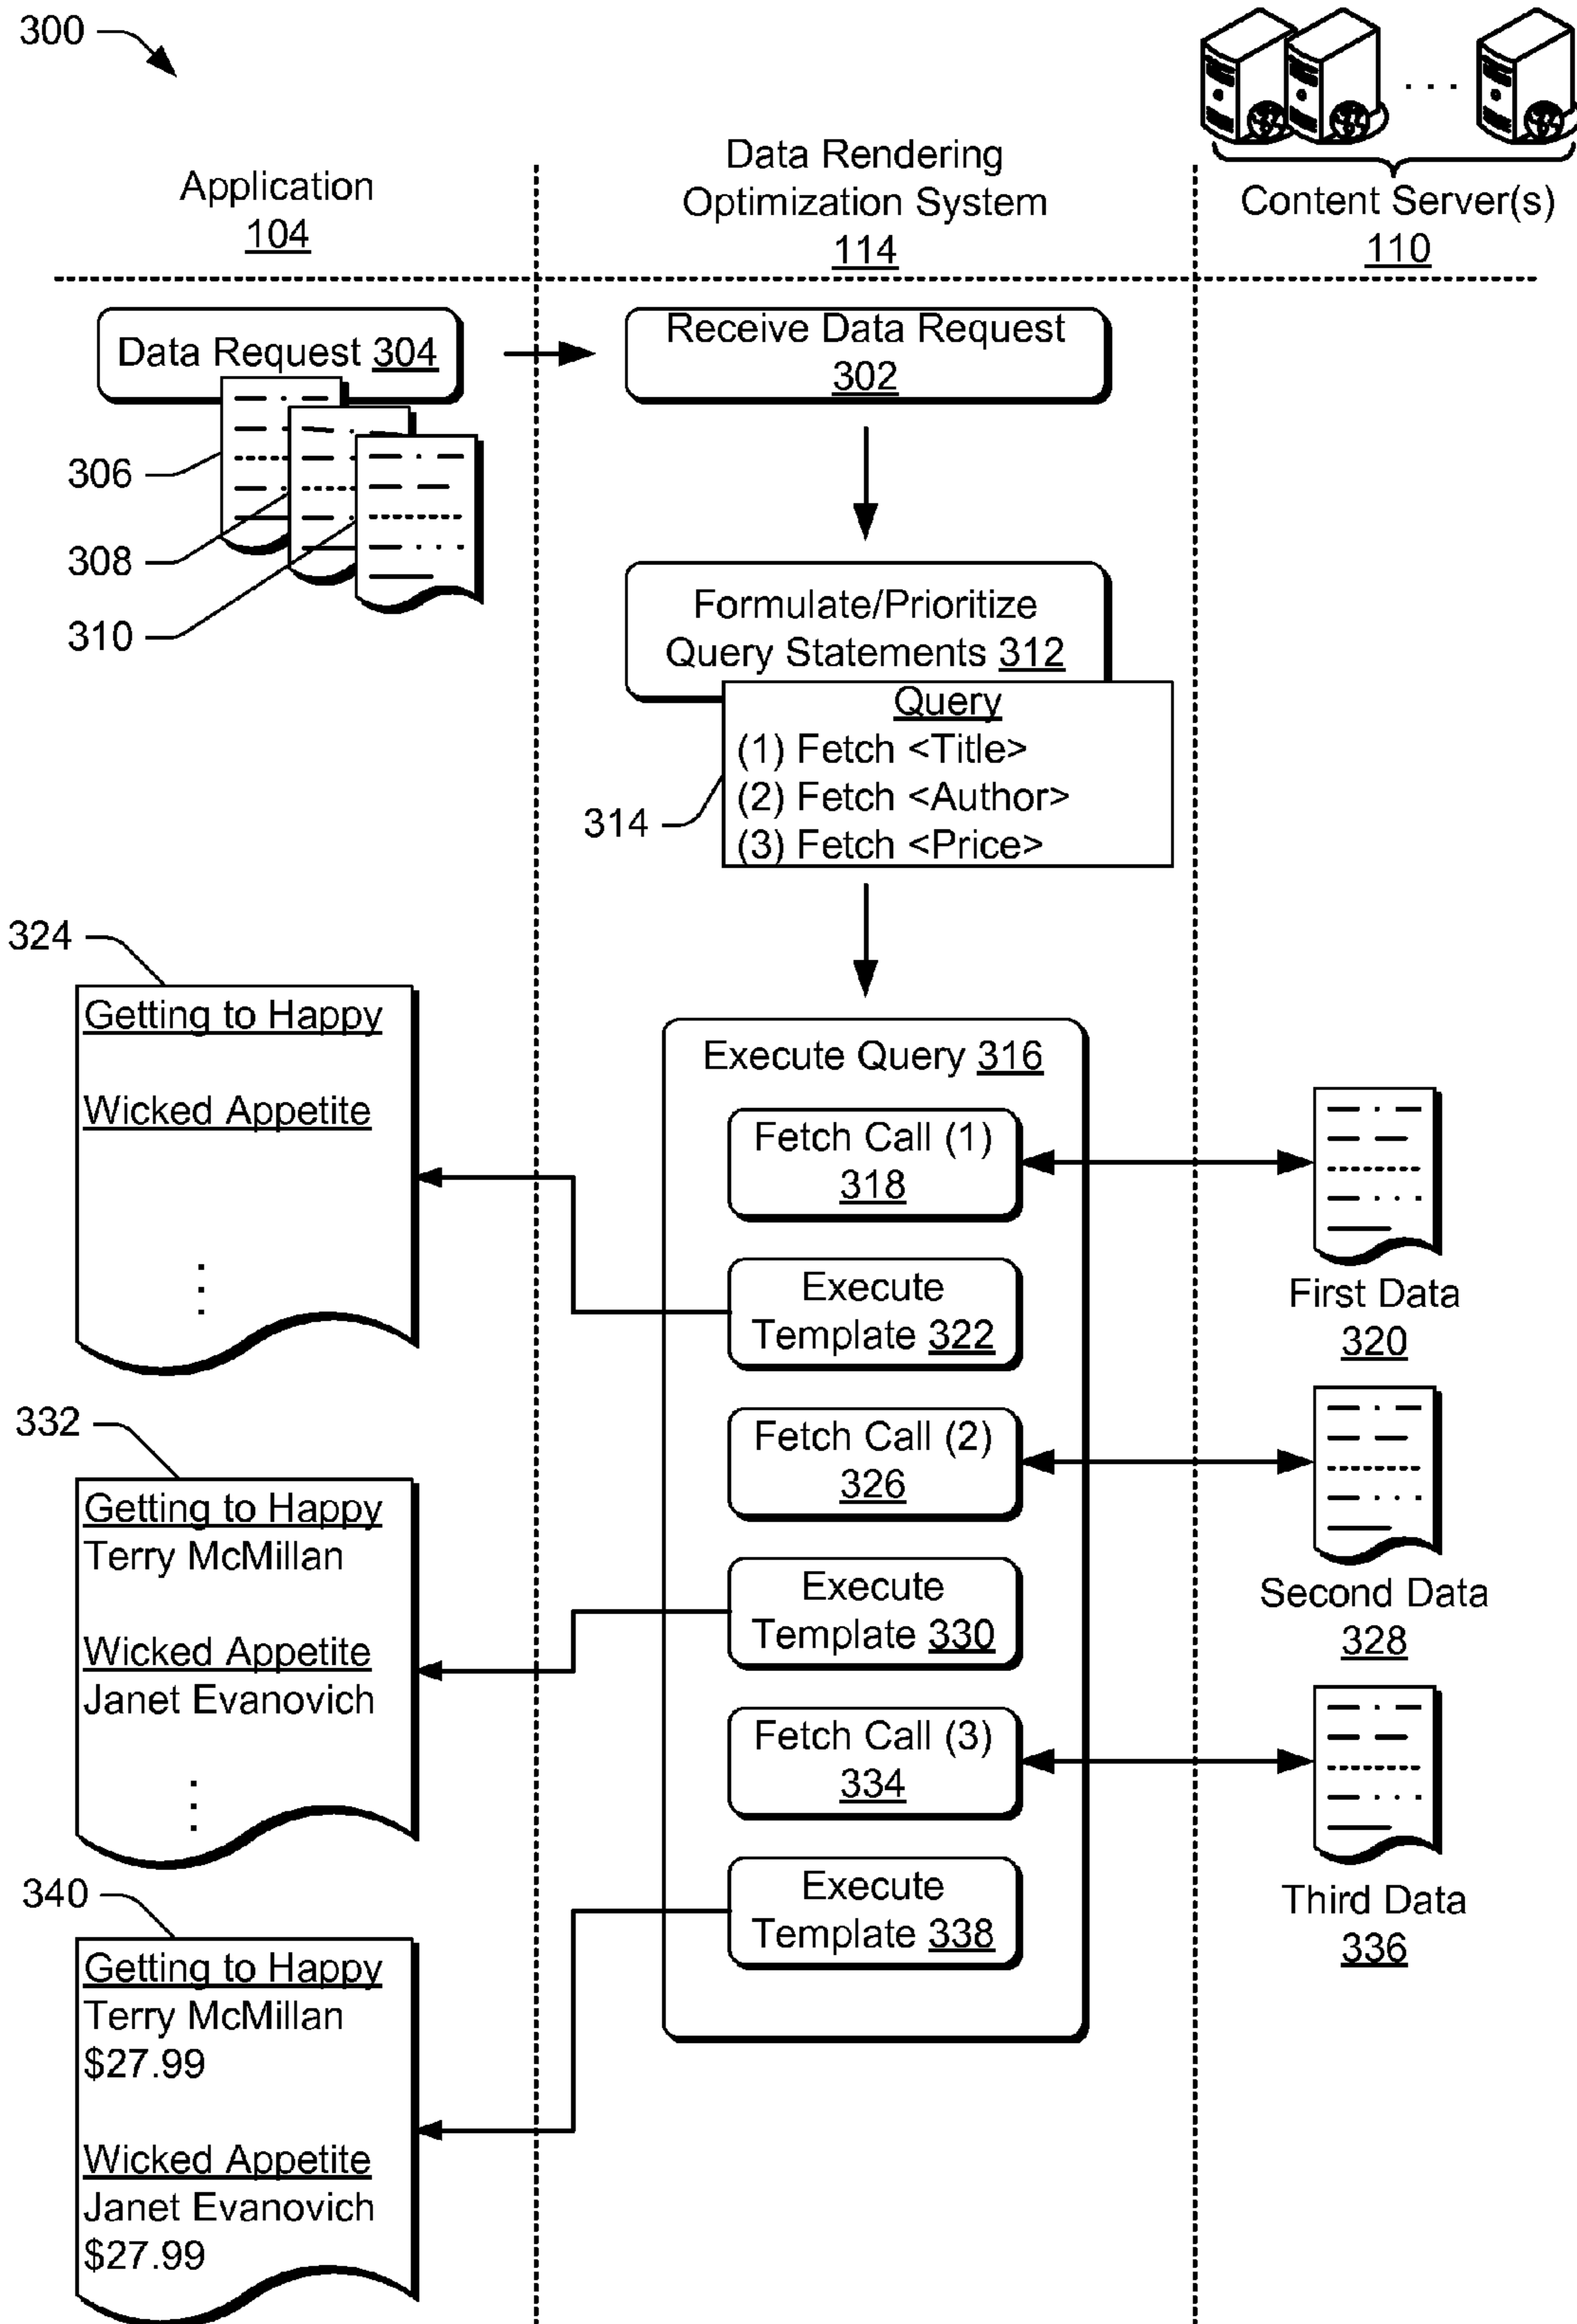 300
Application
104
Data Rendering
Optimization System
114
. . .
Content Server(s)
110
Data Request 304
306
308
310
Receive Data Request
302
Formulate/Prioritize
Query Statements 312
Query
(1) Fetch <Title>
(2) Fetch <Author>
(3) Fetch <Price>
314
Execute Query 316
Fetch Call (1)
318
First Data
320
Execute
Template 322
324
Getting to Happy
Wicked Appetite
Fetch Call (2)
326
Second Data
328
Execute
Template 330
332
Getting to Happy
Terry McMillan
Wicked Appetite
Janet Evanovich
Fetch Call (3)
334
Third Data
336
Execute
Template 338
340
Getting to Happy
Terry McMillan
$27.99
Wicked Appetite
Janet Evanovich
$27.99